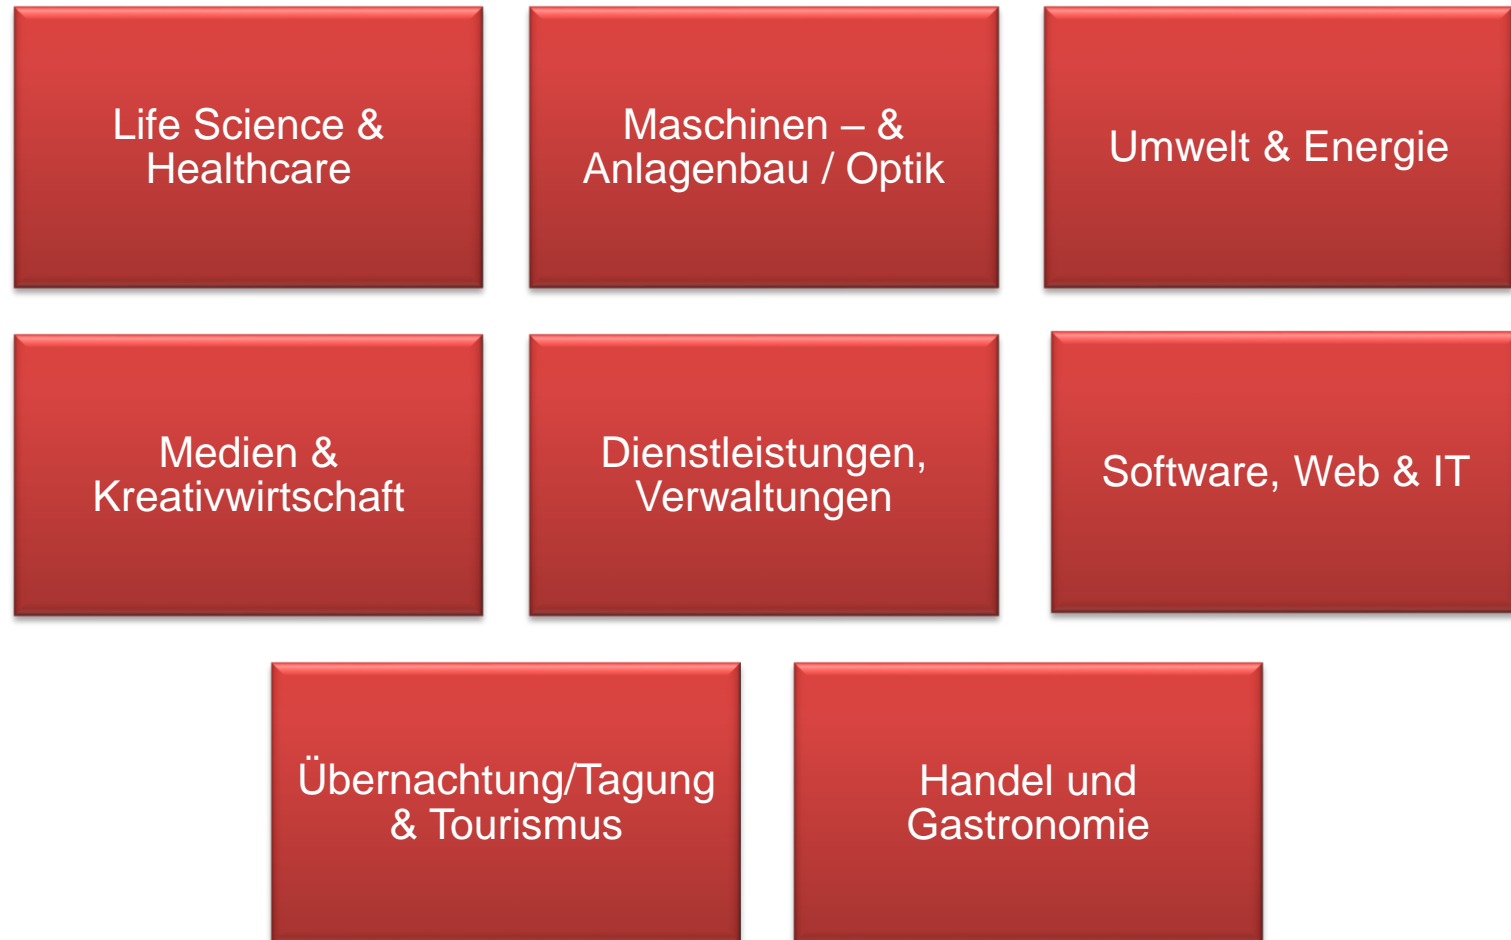 Life Science &
Healthcare
Maschinen – &
Anlagenbau / Optik
Umwelt & Energie
Medien &
Kreativwirtschaft
Dienstleistungen,
Verwaltungen
Software, Web & IT
Übernachtung/Tagung
& Tourismus
Handel und
Gastronomie